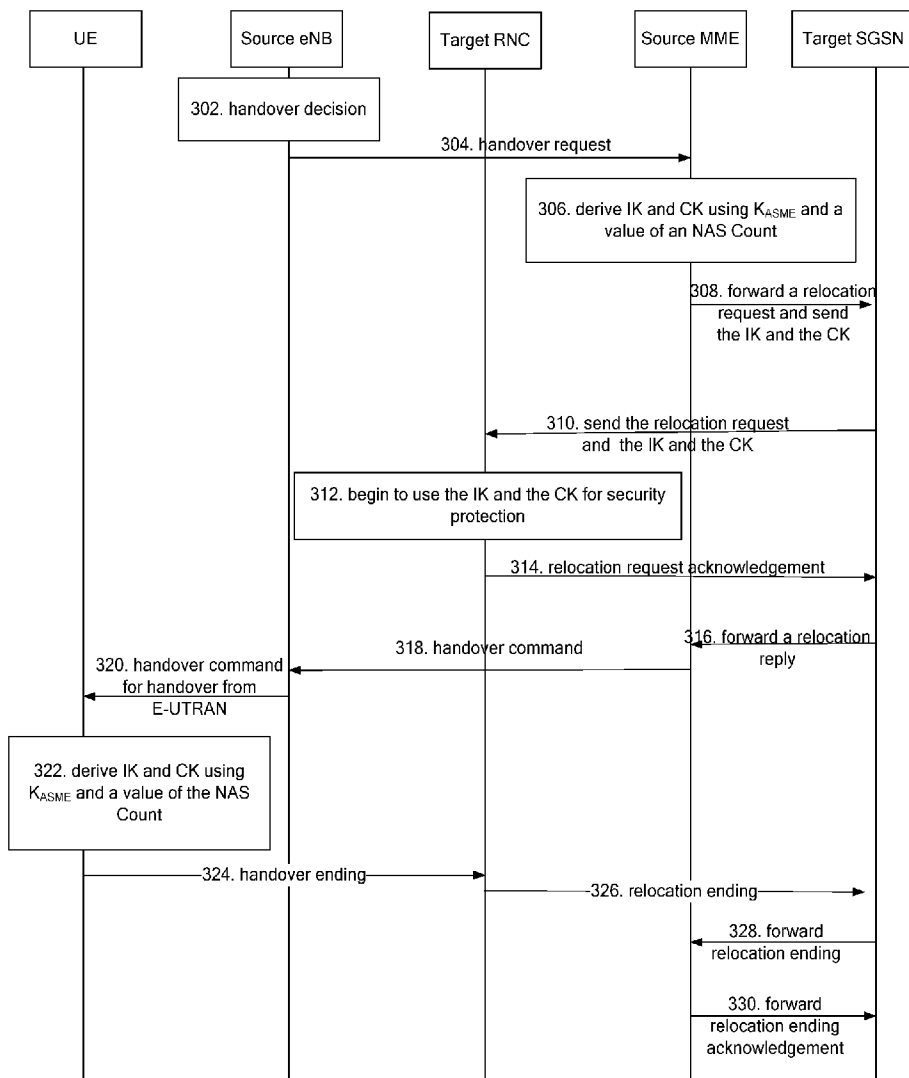 UE
Source eNB
Target RNC
Source MME
Target SGSN
302. handover decision
304. handover request
306. derive IK and CK using KASME and a
value of an NAS Count
308. forward a relocation
request and send
the IK and the CK
310. send the relocation request
and the IK and the CK
312. begin to use the IK and the CK for security
protection
314. relocation request acknowledgement
316. forward a relocation
reply
318. handover command
320. handover command
for handover from
E-UTRAN
322. derive IK and CK using
KASME and a value of the NAS
Count
324. handover ending
326. relocation ending
328. forward
relocation ending
330. forward
relocation ending
acknowledgement